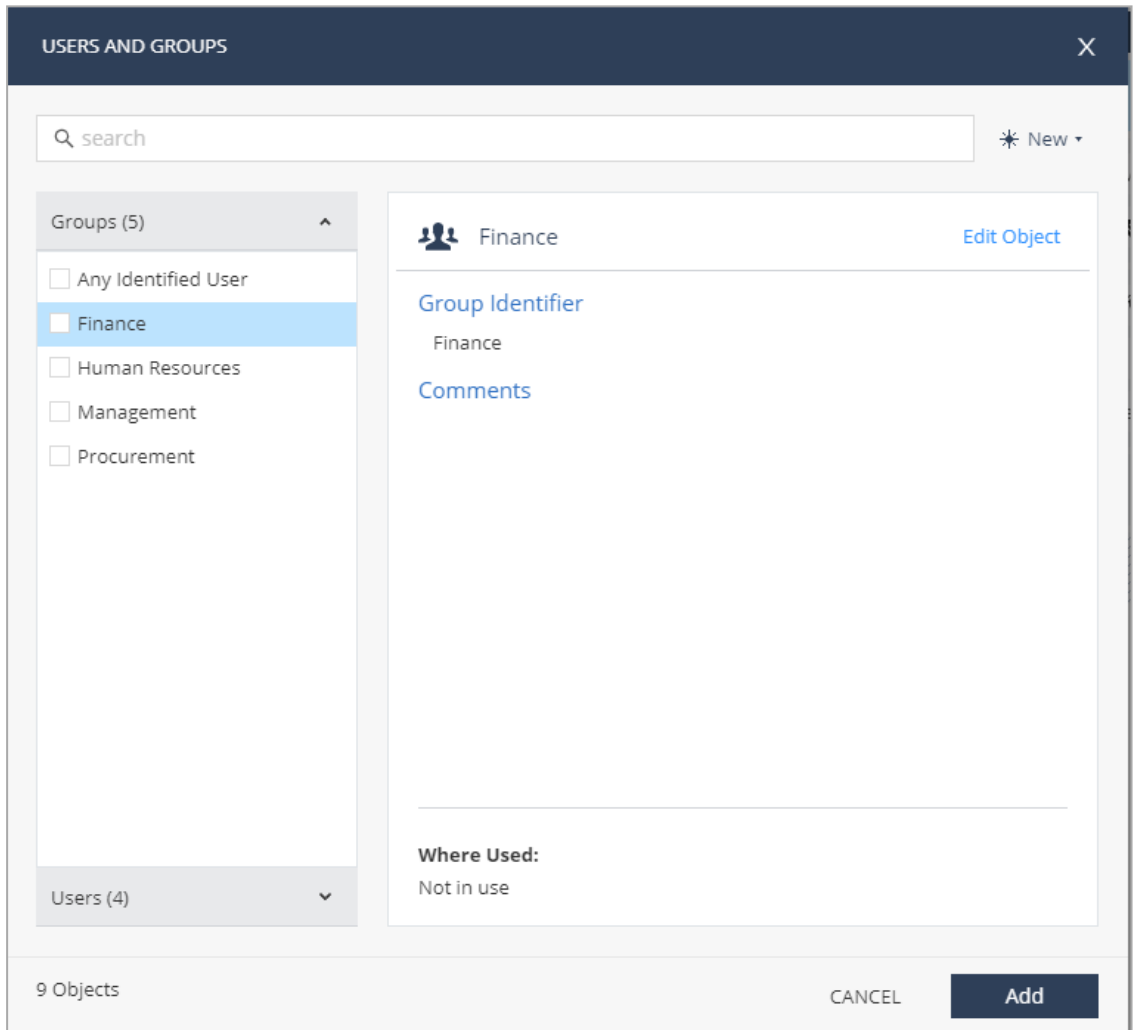 USERS AND GROUPS
X
search
New
Groups (5)
Any Identified User
Finance
Human Resources
Management
Procurement
Users (4)
Finance
Edit Object
Group Identifier
Finance
Comments
Where Used:
Not in use
9 Objects
CANCEL
Add